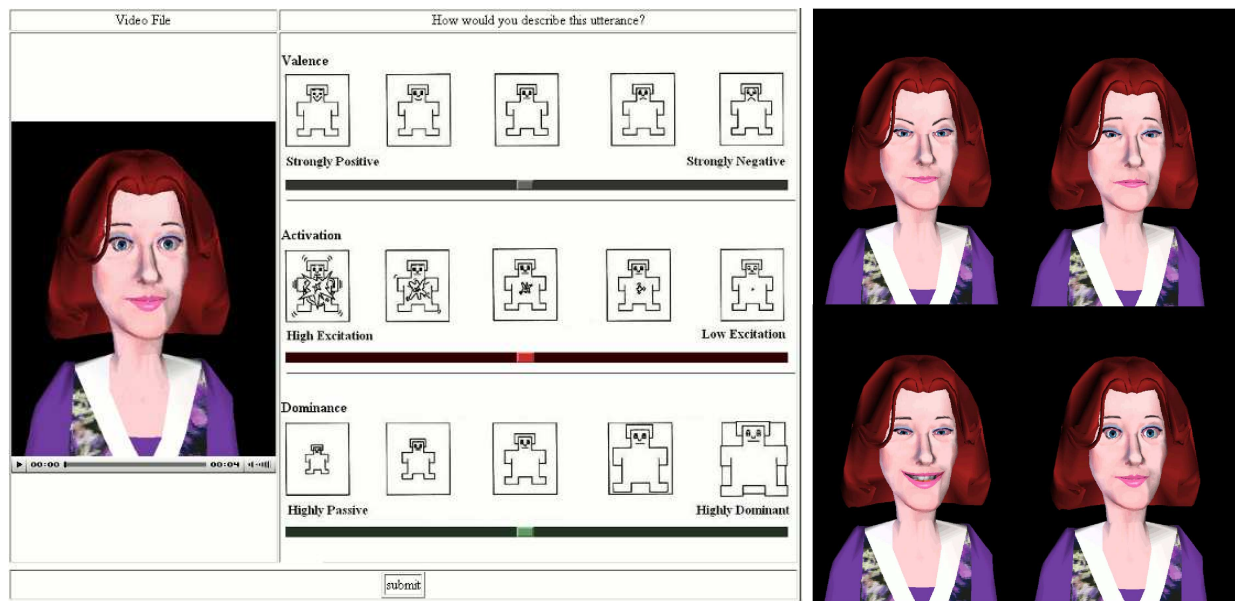 Video File
How would you describe this utterance?
Valence
Strongly Positive
Strongly Negative
Activation
High Excitation
Low Excitation
Dominance
Highly Passive
Highly Dominant
00:00
00:04
submit